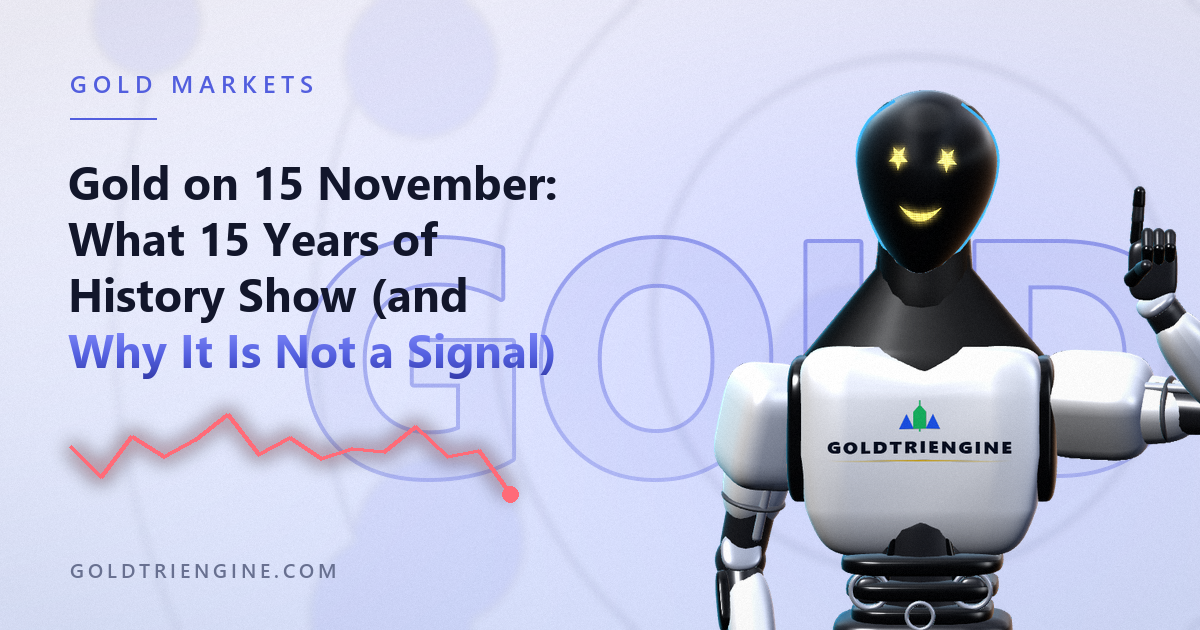 GOLD MARKETS
Gold on 15 November:
What 15 Years of
History Show (and
Why It Is Not a Signal)
GOLD
GOLDTRIENGINE
GOLDTRIENGINE.COM